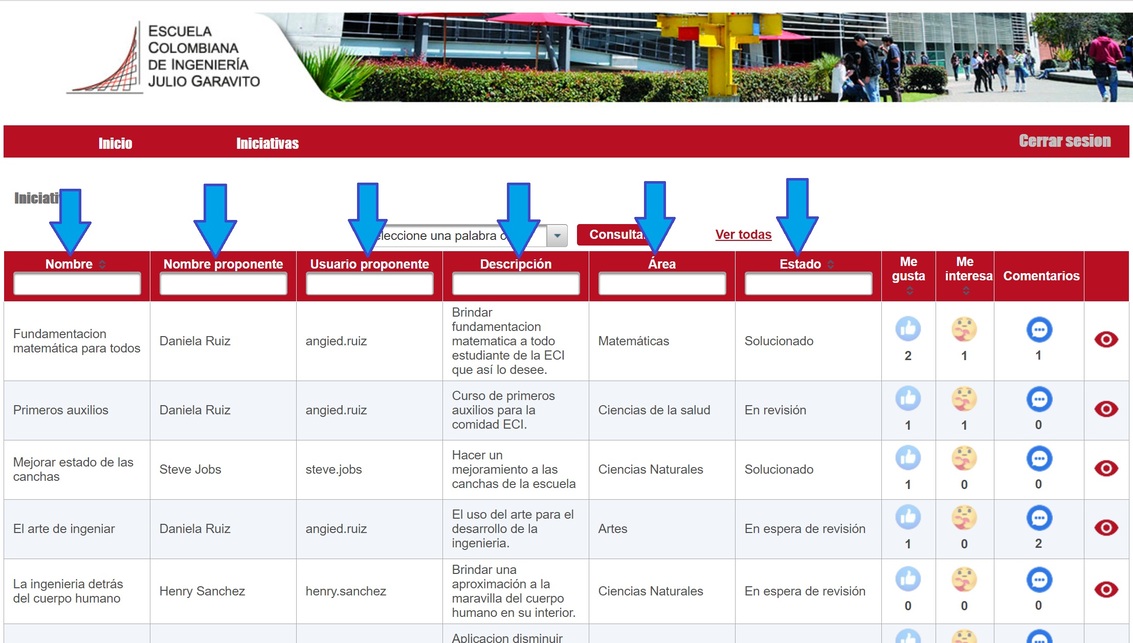 ESCUELA
COLOMBIANA
DE INGENIERÍA
JULIO GARAVITO
Inicio Iniciativas Cerrar sesion
una palabra Ver todas
Nombre Nombre proponente Usuario proponente Descripción Área Estado Me gusta Me interesa Comentarios
Fundamentacion
matemática para todos
Daniela Ruiz
angied.ruiz
Brindar
fundamentacion
matematica a todo
estudiante de la ECI
que así lo desee.
Matemáticas
Solucionado
2 1 1
Primeros auxilios
Daniela Ruiz
angied.ruiz
Curso de primeros
auxilios para la
comidad ECI.
Ciencias de la salud
En revisión
1 1 0
Mejorar estado de las
canchas
Steve Jobs
steve.jobs
Hacer un
mejoramiento a las
canchas de la escuela
Ciencias Naturales
Solucionado
1 0 0
El arte de ingeniar
Daniela Ruiz
angied.ruiz
El uso del arte para el
desarrollo de la
ingenieria.
Artes
En espera de revisión
1 0 2
La ingenieria detrás
del cuerpo humano
Henry Sanchez
henry.sanchez
Brindar una
aproximación a la
maravilla del cuerpo
humano en su interior.
Ciencias Naturales
En espera de revisión
0 0 0
Aplicacion disminuir